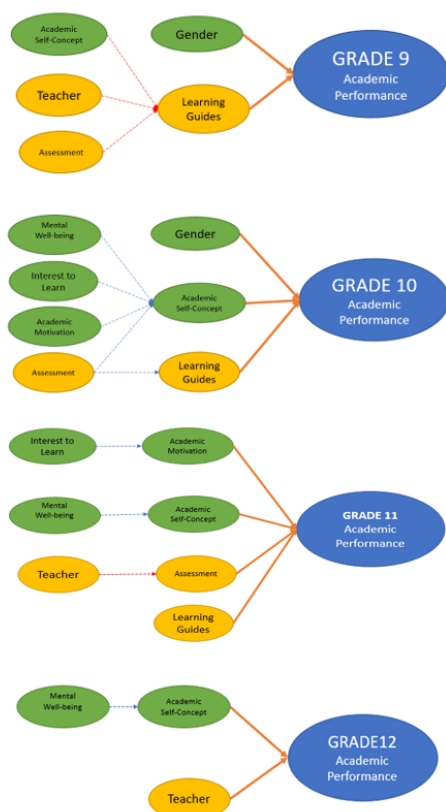 Academic
Self-Concept
Gender
GRADE 9
Academic
Performance
Teacher
Learning
Guides
Assessment
Mental
Well-being
Gender
Interest to
Learn
Academic
Self-Concept
GRADE 10
Academic
Performance
Academic
Motivation
Assessment
Learning
Guides
Interest to
Learn
Academic
Motivation
Mental
Well-being
Academic
Self-Concept
GRADE 11
Academic
Performance
Teacher
Assessment
Learning
Guides
Mental
Well-being
Academic
Self-Concept
GRADE12
Academic
Performance
Teacher